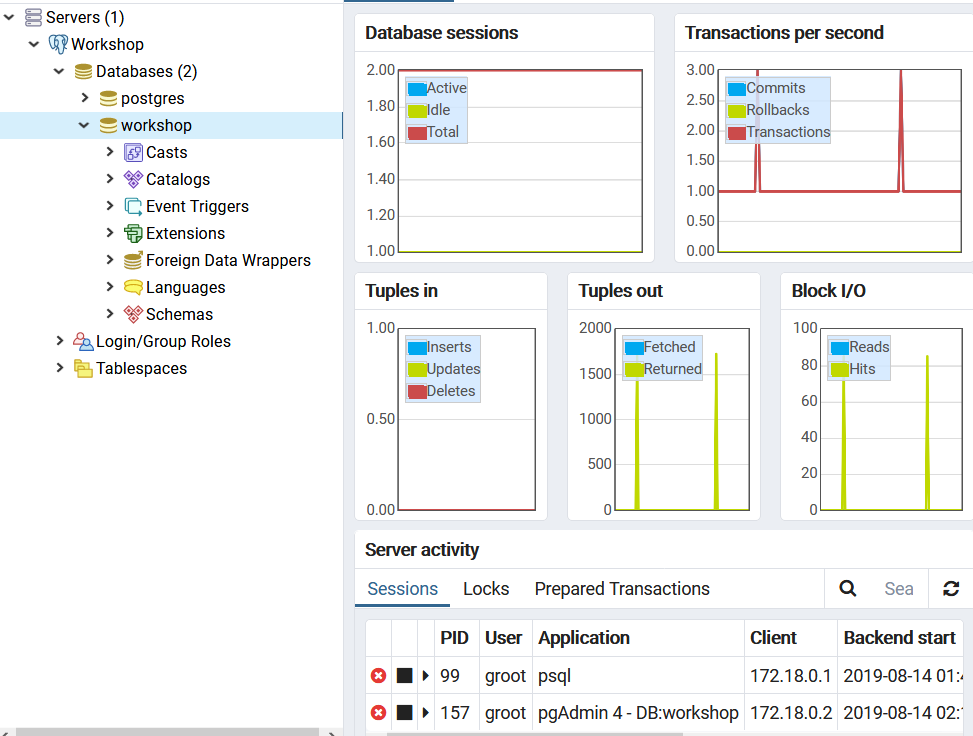 Servers (1)
Workshop
Databases (2)
postgres
workshop
Casts
Catalogs
Event Triggers
Extensions
Foreign Data Wrappers
Languages
Schemas
Login/Group Roles
Tablespaces
Database sessions
2.00
1.80
1.60
1.40
1.20
1.00
Active
Idle
Total
Transactions per second
3.00
2.50
2.00
1.50
1.00
0.50
0.00
Commits
Rollbacks
Transactions
Tuples in
1.00
0.50
0.00
Inserts
Updates
Deletes
Tuples out
2000
1500
1000
500
0
Fetched
Returned
Block I/O
100
80
60
40
20
0
Reads
Hits
Server activity
Sessions Locks Prepared Transactions Sea
PID User Application Client Backend start
99 groot psql 172.18.0.1 2019-08-14 01:4
157 groot pgAdmin 4 - DB:workshop 172.18.0.2 2019-08-14 02: